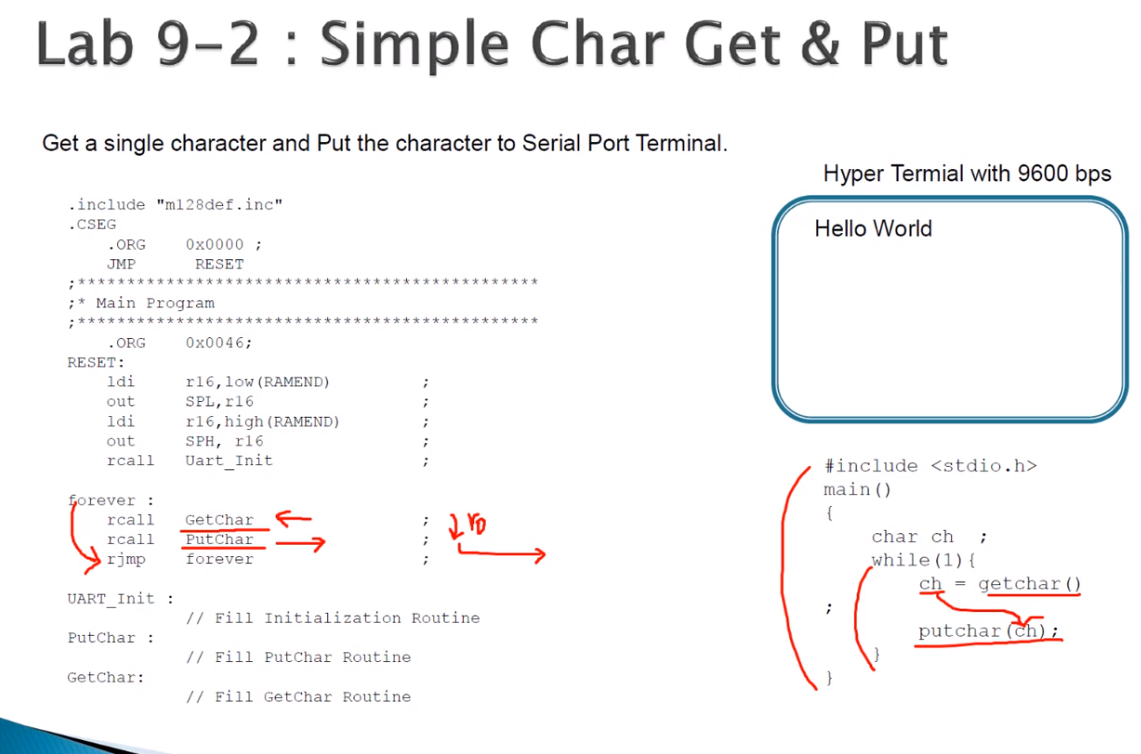 Lab 9-2 : Simple Char Get & Put
Get a single character and Put the character to Serial Port Terminal.
.include "m128def.inc"
.CSEG
.ORG 0x0000 ;
JMP RESET
;***********************************************
;* Main Program
;***********************************************
.ORG 0x0046;
RESET:
ldi r16,low(RAMEND) ;
out SPL,r16 ;
ldi r16,high(RAMEND) ;
out SPH, r16 ;
rcall Uart_Init ;
forever :
rcall GetChar ;
rcall PutChar ;
rjmp forever ;
r0
UART_Init :
// Fill Initialization Routine
PutChar :
// Fill PutChar Routine
GetChar:
// Fill GetChar Routine
Hyper Termial with 9600 bps
Hello World
#include <stdio.h>
main()
{
char ch ;
while(1){
ch = getchar()
;
putchar(ch);
}
}